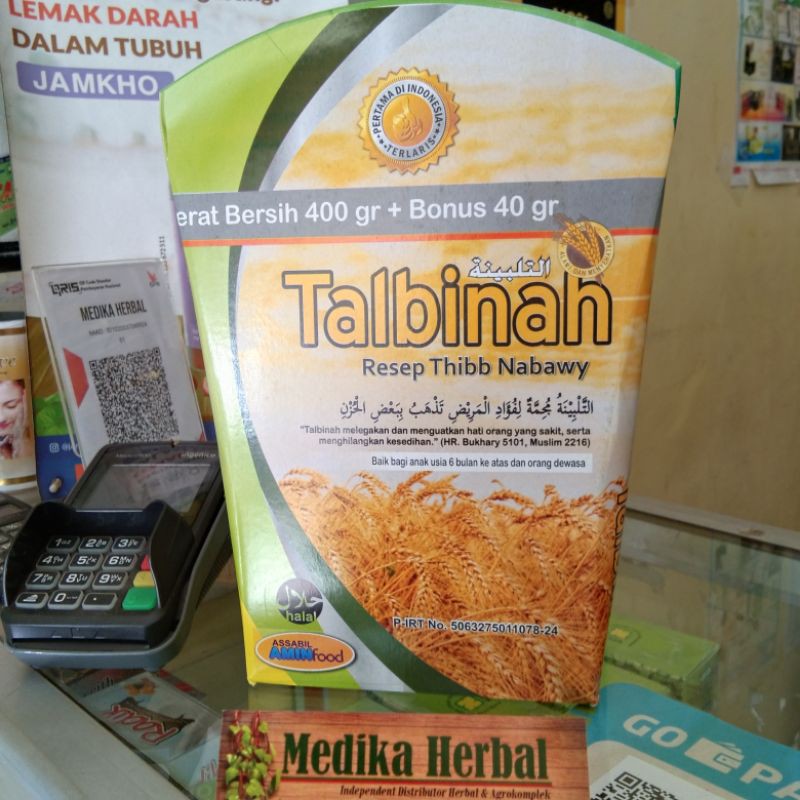 LEMAK DARAH
DALAM TUBUH
JAMKHO
PERTAMA DI INDONESIA
TERLARIS
erat Bersih 400 gr + Bonus 40 gr
التلبينة
Talbinah
Resep Thibb Nabawy
التَّلْبِيْنَةُ مُجِمَّةٌ لِفُؤَادِ الْمَرِيْضِ تَذْهَبُ بِبَعْضِ الْحُزْنِ
"Talbinah melegakan dan menguatkan hati orang yang sakit, serta
menghilangkan kesedihan." (HR. Bukhary 5101, Muslim 2216)
Baik bagi anak usia 6 bulan ke atas dan orang dewasa
حلال
halal
P-IRT No. 5063275011078-24
ASSABIL
AMINfood
QRIS
MEDIKA HERBAL
Medika Herbal
Independent Distributor Herbal & Agrokomplek
GO PA